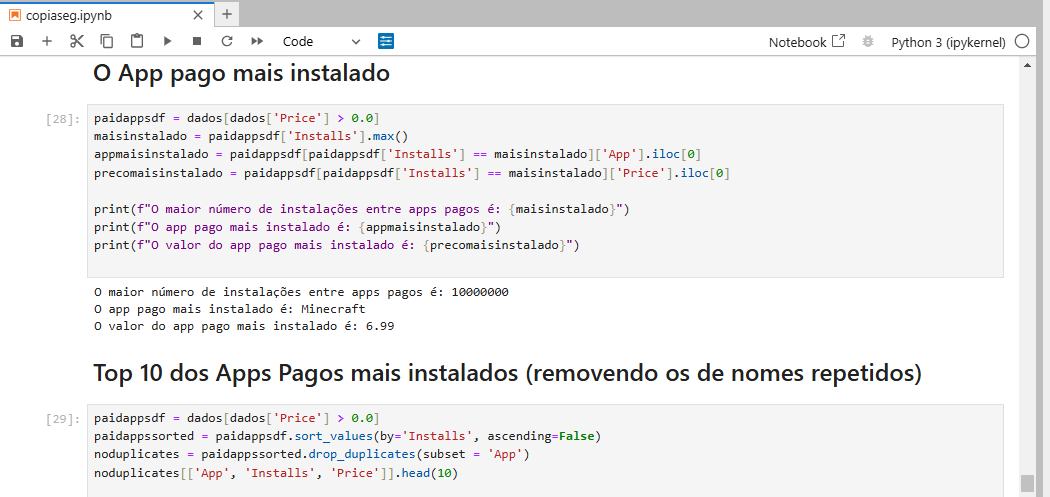 copiaseg.ipynb
Code
Notebook
Python 3 (ipykernel)
O App pago mais instalado
[28]:
paidappsdf = dados[dados['Price'] > 0.0]
maisinstalado = paidappsdf['Installs'].max()
appmaisinstalado = paidappsdf[paidappsdf['Installs'] == maisinstalado]['App'].iloc[0]
precomaisinstalado = paidappsdf[paidappsdf['Installs'] == maisinstalado]['Price'].iloc[0]
print(f"O maior número de instalações entre apps pagos é: {maisinstalado}")
print(f"O app pago mais instalado é: {appmaisinstalado}")
print(f"O valor do app pago mais instalado é: {precomaisinstalado}")
O maior número de instalações entre apps pagos é: 10000000
O app pago mais instalado é: Minecraft
O valor do app pago mais instalado é: 6.99
Top 10 dos Apps Pagos mais instalados (removendo os de nomes repetidos)
[29]:
paidappsdf = dados[dados['Price'] > 0.0]
paidappssorted = paidappsdf.sort_values(by='Installs', ascending=False)
noduplicates = paidappssorted.drop_duplicates(subset = 'App')
noduplicates[['App', 'Installs', 'Price']].head(10)